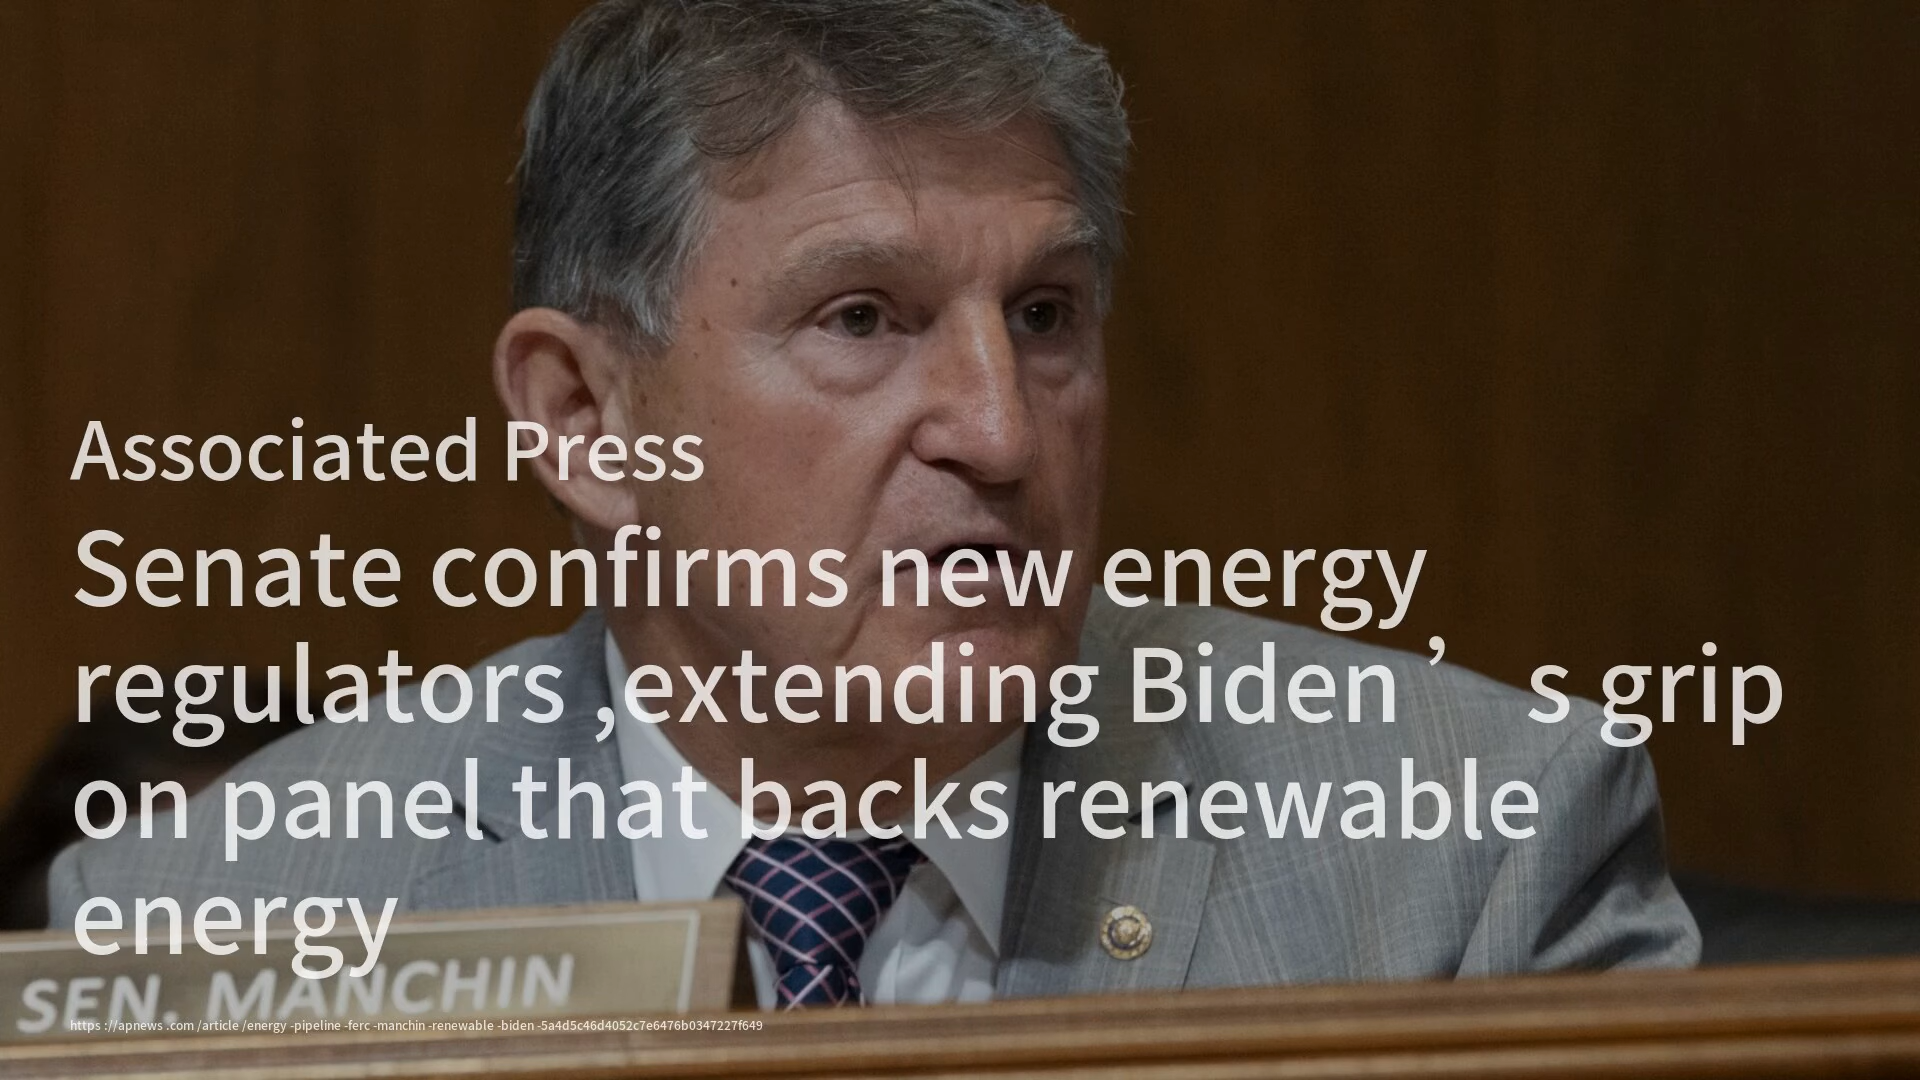 Associated Press
Senate confirms new energy
regulators ,extending Biden’ s grip
on panel that backs renewable
energy
SEN. MANCHIN
https ://apnews .com /article /energy -pipeline -ferc -manchin -renewable -biden -5a4d5c46d4052c7e6476b0347227f649